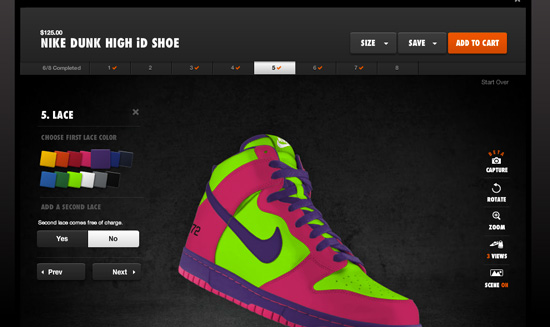 $125.00
NIKE DUNK HIGH iD SHOE
SIZE
SAVE
ADD TO CART
8/8 Completed
1
2
3
4
5
6
7
8
Start Over
5. LACE
CHOOSE FIRST LACE COLOR
ADD A SECOND LACE
Second lace comes free of charge.
Yes
No
Prev
Next
BETA
CAPTURE
ROTATE
ZOOM
3 VIEWS
SCENE ON
72